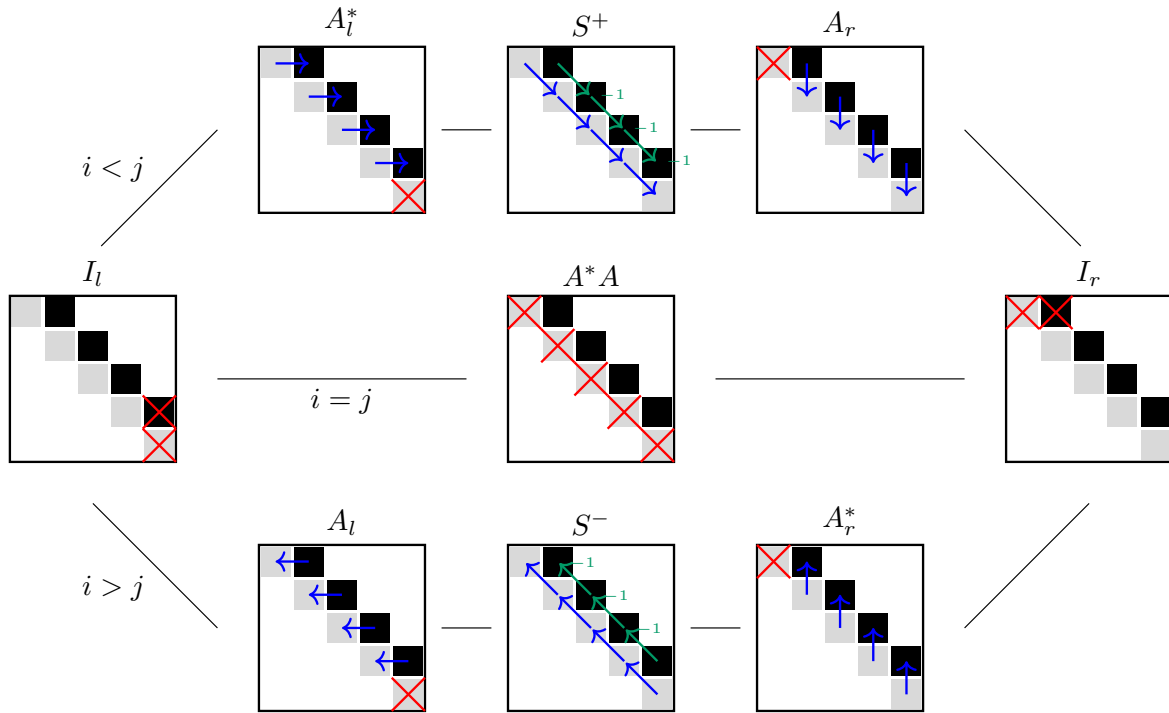 $A_l^*$ $S^+$ $A_r$
−1
−1
−1
$i < j$
$I_l$ $A^*A$ $I_r$
$i = j$
$A_l$ $S^-$ $A_r^*$
−1
$i > j$
−1
−1